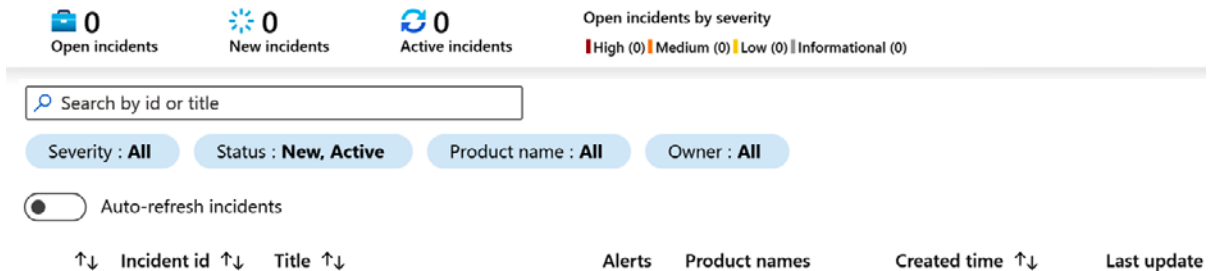 0 0 0 Open incidents by severity
Open incidents New incidents Active incidents High (0) Medium (0) Low (0) Informational (0)
Search by id or title
Severity : All Status : New, Active Product name : All Owner : All
Auto-refresh incidents
↑↓ Incident id ↑↓ Title ↑↓ Alerts Product names Created time ↑↓ Last update